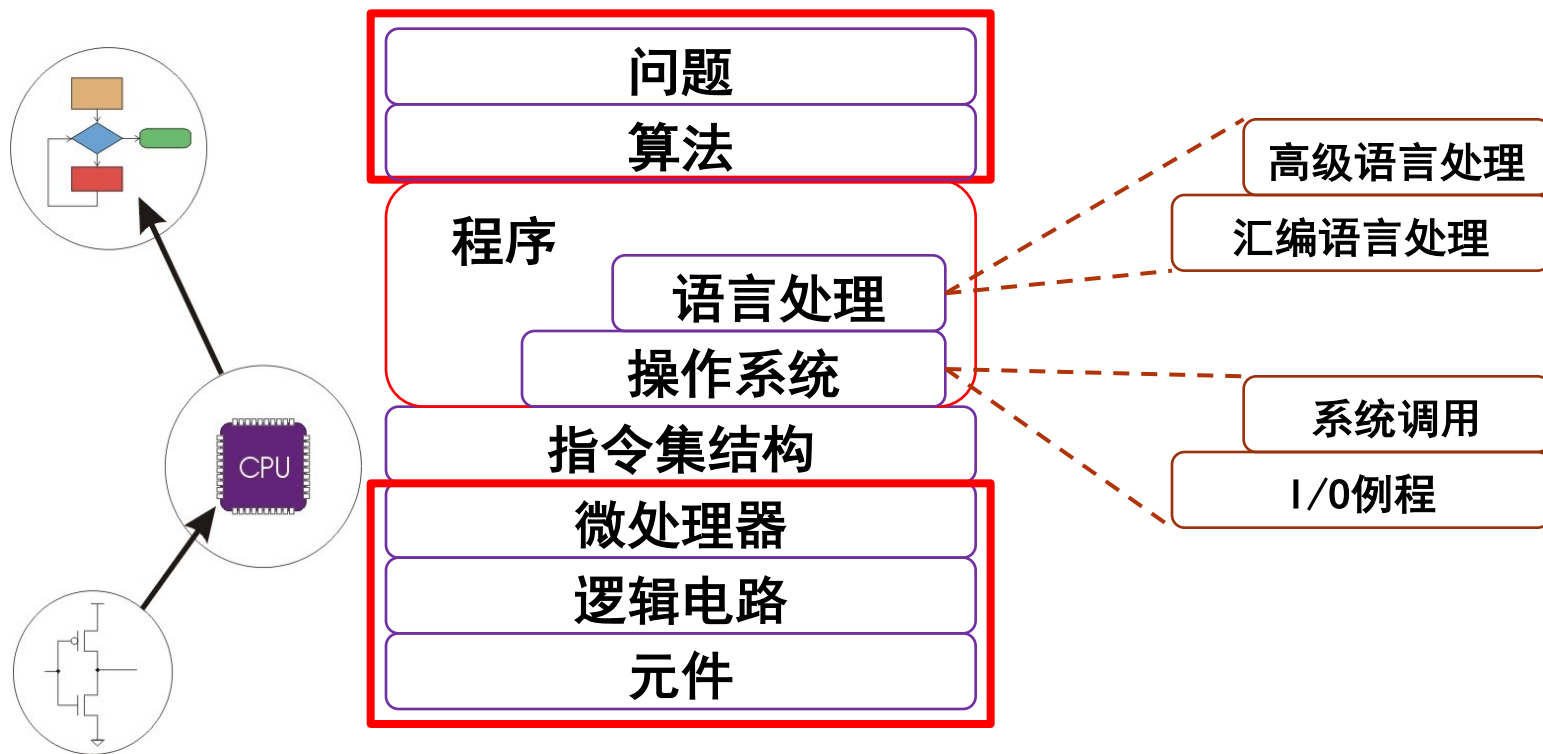 问题
算法
程序
语言处理
操作系统
指令集结构
微处理器
逻辑电路
元件
高级语言处理
汇编语言处理
系统调用
I/O例程
CPU